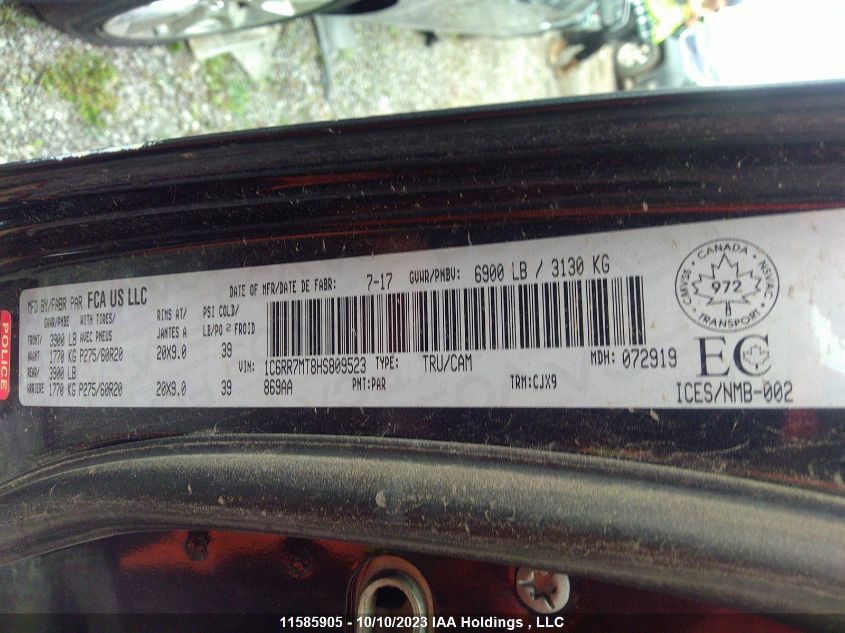 MFD BY/FABR PAR FCA US LLC
DATE OF MFR/DATE DE FABR: 7-17 GVWR/PNBV: 6900 LB / 3130 KG
GAWR/PNBE WITH TIRES/ RIMS AT/ PSI COLD/
AVEC PNEUS JANTES A LB/PO 2 FROID
FRONT/ 3900 LB
AVANT 1770 KG P275/60R20 20X9.0 39
REAR/ 3900 LB
ARRIERE 1770 KG P275/60R20 20X9.0 39
VIN: 1C6RR7MT8HS809523 TYPE: TRU/CAM MDH: 072919
869AA PNT:PAR TRM:CJX9
CANADA
CMVSS NSVAC
972
TRANSPORT
EC
ICES/NMB-002
POLICE
11585905 - 10/10/2023 IAA Holdings , LLC